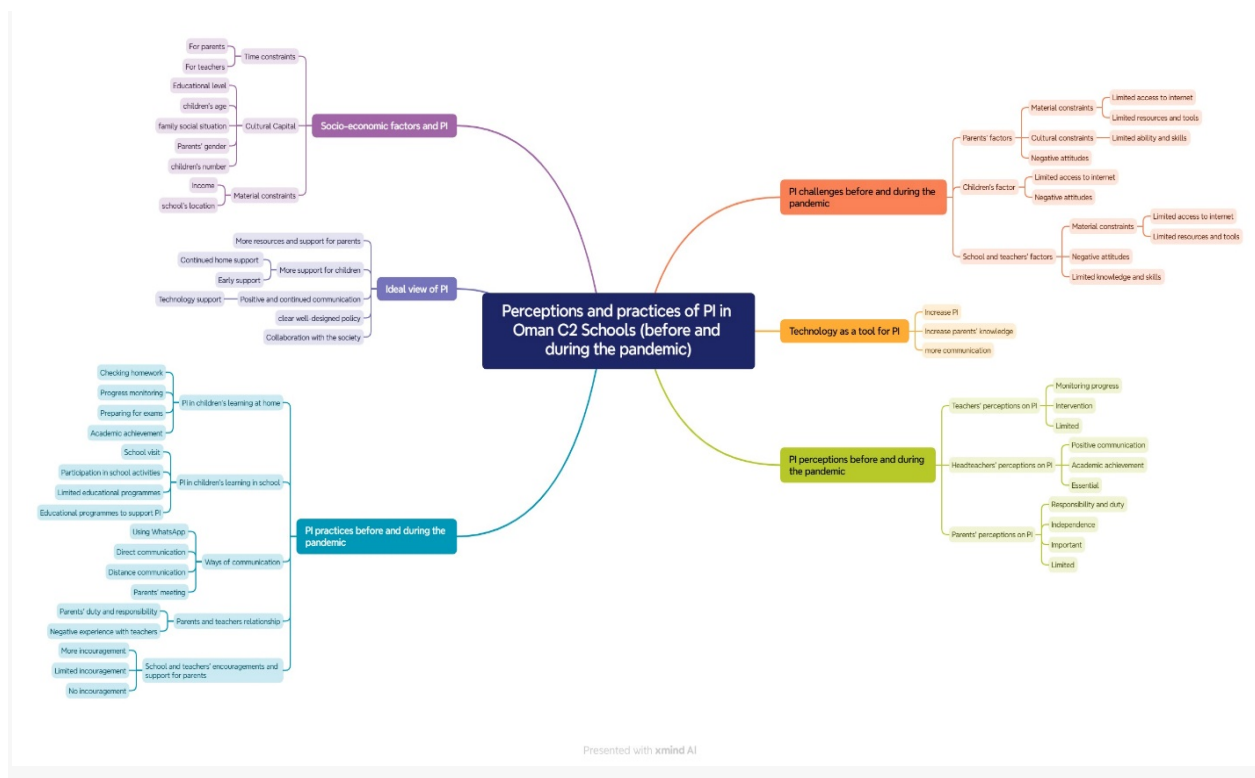 Perceptions and practices of PI in
Oman C2 Schools (before and
during the pandemic)
Socio-economic factors and PI
Time constraints
For parents
For teachers
Cultural Capital
Educational level
children's age
family social situation
Parents' gender
children's number
Material constraints
Income
school's location
Ideal view of PI
More resources and support for parents
More support for children
Continued home support
Early support
Positive and continued communication
Technology support
clear well-designed policy
Collaboration with the society
PI practices before and during the
pandemic
PI in children's learning at home
Checking homework
Progress monitoring
Preparing for exams
Academic achievement
PI in children's learning in school
School visit
Participation in school activities
Limited educational programmes
Educational programmes to support PI
Ways of communication
Using WhatsApp
Direct communication
Distance communication
Parents' meeting
Parents and teachers relationship
Parents' duty and responsibility
Negative experience with teachers
School and teachers' encouragements and
support for parents
More incouragement
Limited incouragement
No incouragement
PI challenges before and during the
pandemic
Parents' factors
Material constraints
Limited access to internet
Limited resources and tools
Cultural constraints
Limited ability and skills
Negative attitudes
Children's factor
Limited access to internet
Negative attitudes
School and teachers' factors
Material constraints
Limited access to internet
Limited resources and tools
Negative attitudes
Limited knowledge and skills
Technology as a tool for PI
Increase PI
Increase parents' knowledge
more communication
PI perceptions before and during
the pandemic
Teachers' perceptions on PI
Monitoring progress
Intervention
Limited
Headteachers' perceptions on PI
Positive communication
Academic achievement
Essential
Parents' perceptions on PI
Responsibility and duty
Independence
Important
Limited
Presented with xmind AI